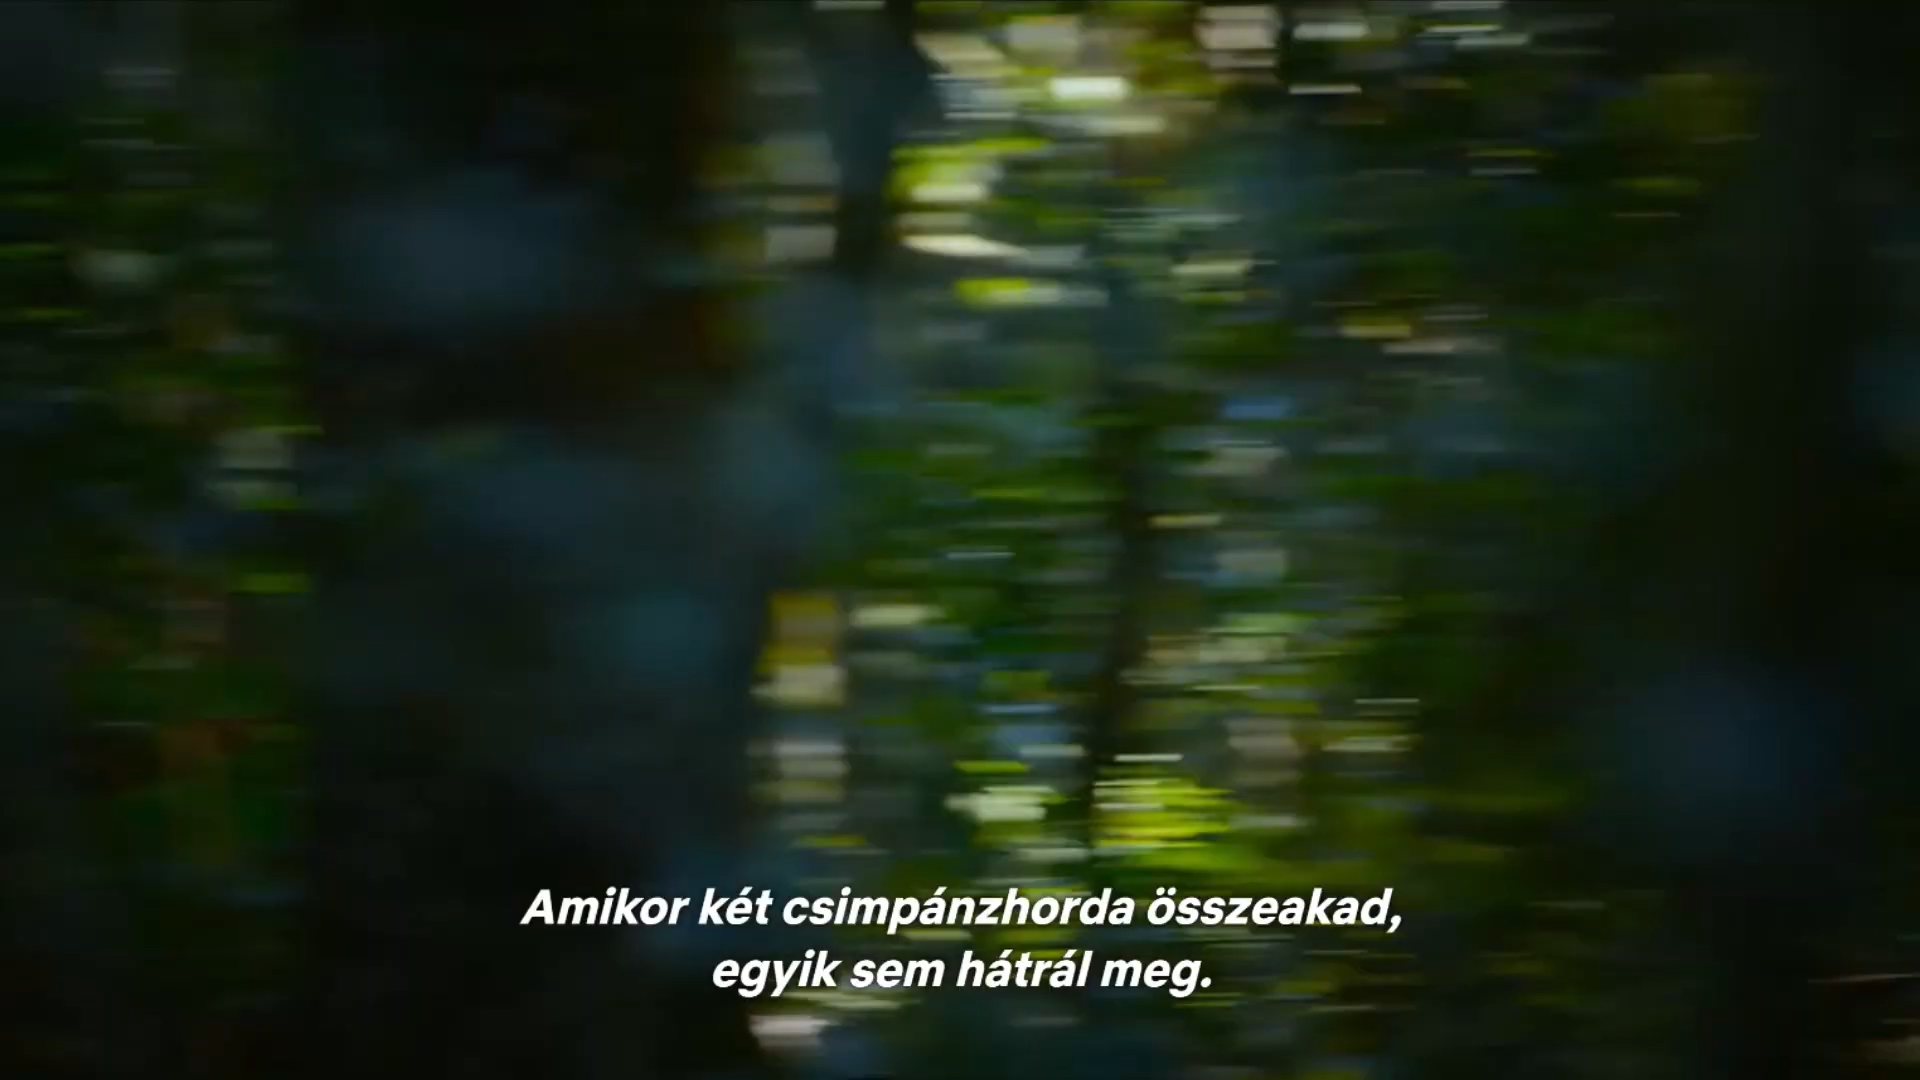 Amikor két csimpánzhorda összeakad,
egyik sem hátrál meg.